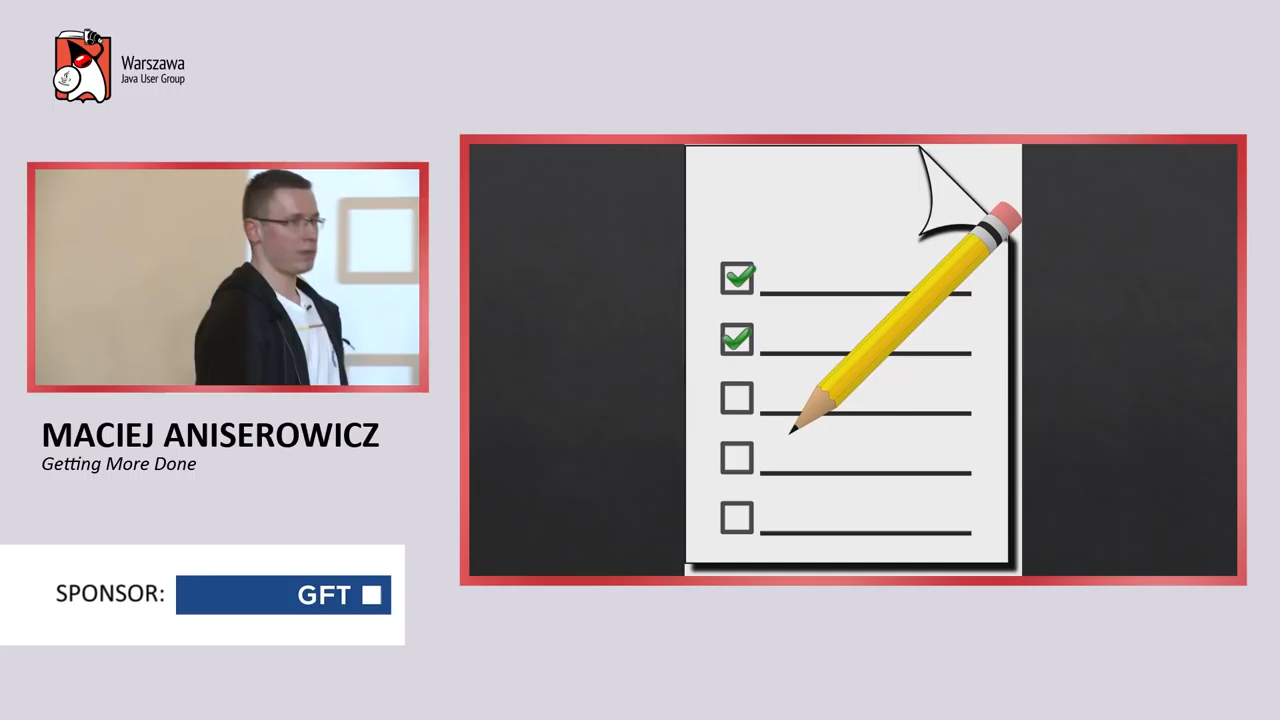 Warszawa
Java User Group
MACIEJ ANISEROWICZ
Getting More Done
SPONSOR:
GFT